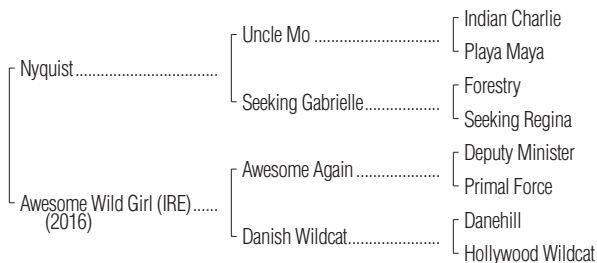 Indian Charlie
Uncle Mo ..............................
Playa Maya
Nyquist..................................
Forestry
Seeking Gabrielle..................
Seeking Regina
Deputy Minister
Awesome Again ....................
Primal Force
Awesome Wild Girl (IRE)......
(2016)
Danehill
Danish Wildcat......................
Hollywood Wildcat